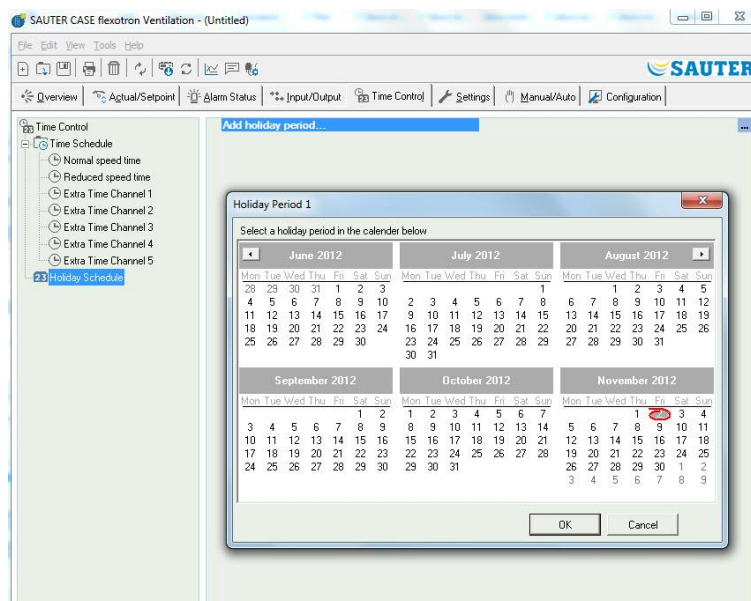 SAUTER CASE flexotron Ventilation - (Untitled)
File Edit View Tools Help
SAUTER
Overview Actual/Setpoint Alarm Status Input/Output Time Control Settings Manual/Auto Configuration
Time Control
Time Schedule
Normal speed time
Reduced speed time
Extra Time Channel 1
Extra Time Channel 2
Extra Time Channel 3
Extra Time Channel 4
Extra Time Channel 5
23 Holiday Schedule
Add holiday period...
...
Holiday Period 1
Select a holiday period in the calender below
June 2012
Mon Tue Wed Thu Fri Sat Sun
28 29 30 31 1 2 3
4 5 6 7 8 9 10
11 12 13 14 15 16 17
18 19 20 21 22 23 24
25 26 27 28 29 30
July 2012
Mon Tue Wed Thu Fri Sat Sun
1
2 3 4 5 6 7 8
9 10 11 12 13 14 15
16 17 18 19 20 21 22
23 24 25 26 27 28 29
30 31
August 2012
Mon Tue Wed Thu Fri Sat Sun
1 2 3 4 5
6 7 8 9 10 11 12
13 14 15 16 17 18 19
20 21 22 23 24 25 26
27 28 29 30 31
September 2012
Mon Tue Wed Thu Fri Sat Sun
1 2
3 4 5 6 7 8 9
10 11 12 13 14 15 16
17 18 19 20 21 22 23
24 25 26 27 28 29 30
October 2012
Mon Tue Wed Thu Fri Sat Sun
1 2 3 4 5 6 7
8 9 10 11 12 13 14
15 16 17 18 19 20 21
22 23 24 25 26 27 28
29 30 31
November 2012
Mon Tue Wed Thu Fri Sat Sun
1 3 4
5 6 7 8 9 10 11
12 13 14 15 16 17 18
19 20 21 22 23 24 25
26 27 28 29 30 1 2
3 4 5 6 7 8 9
OK Cancel